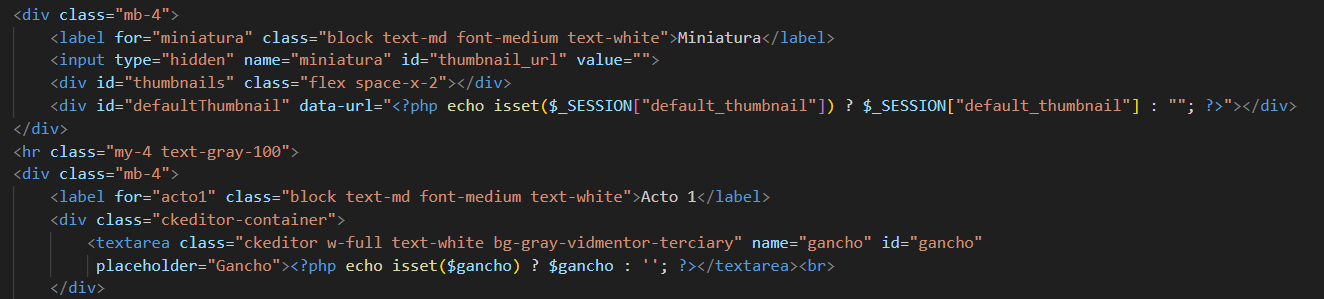 <div class="mb-4">
    <label for="miniatura" class="block text-md font-medium text-white">Miniatura</label>
    <input type="hidden" name="miniatura" id="thumbnail_url" value="">
    <div id="thumbnails" class="flex space-x-2"></div>
    <div id="defaultThumbnail" data-url="<?php echo isset($_SESSION["default_thumbnail"]) ? $_SESSION["default_thumbnail"] : ""; ?>"></div>
</div>
<hr class="my-4 text-gray-100">
<div class="mb-4">
    <label for="acto1" class="block text-md font-medium text-white">Acto 1</label>
    <div class="ckeditor-container">
        <textarea class="ckeditor w-full text-white bg-gray-vidmentor-terciary" name="gancho" id="gancho"
         placeholder="Gancho"><?php echo isset($gancho) ? $gancho : ''; ?></textarea><br>
    </div>